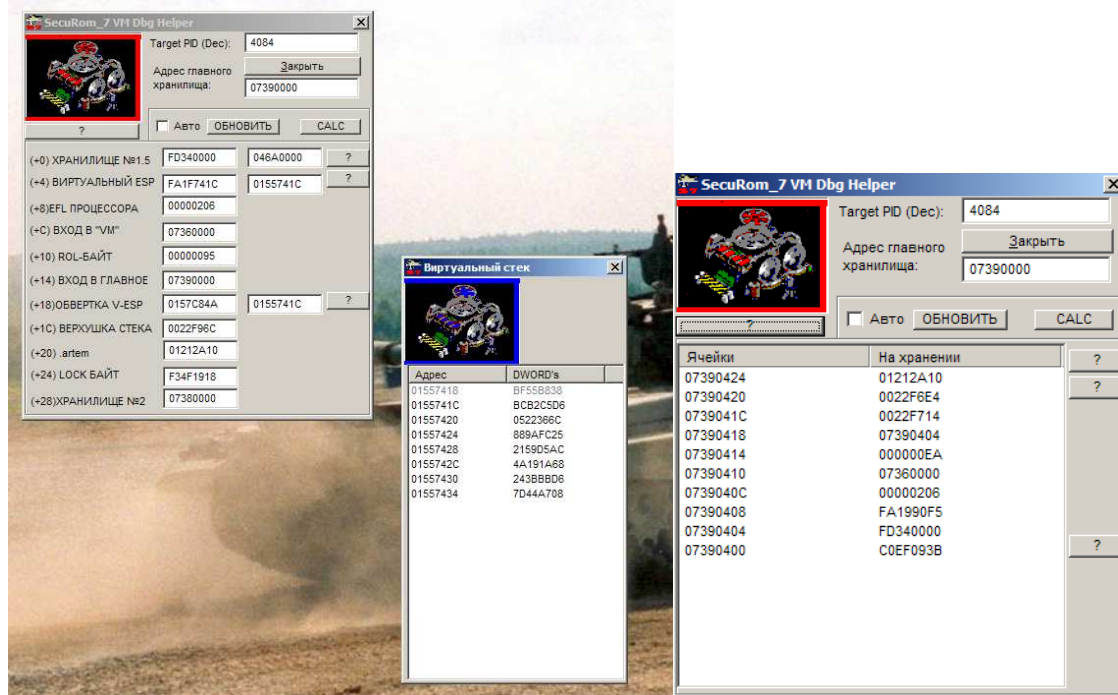 SecuRom_7 VM Dbg Helper
Target PID (Dec): 4084
Закрыть
Адрес главного
хранилища: 07390000
?
Авто ОБНОВИТЬ CALC
(+0) ХРАНИЛИЩЕ №1.5 FD340000 046A0000 ?
(+4) ВИРТУАЛЬНЫЙ ESP FA1F741C 0155741C ?
(+8)EFL ПРОЦЕССОРА 00000206
(+C) ВХОД В "VM" 07360000
(+10) ROL-БАЙТ 00000095
(+14) ВХОД В ГЛАВНОЕ 07390000
(+18)ОБВЕРТКА V-ESP 0157C84A 0155741C ?
(+1C) ВЕРХУШКА СТЕКА 0022F96C
(+20) .artem 01212A10
(+24) LOCK БАЙТ F34F1918
(+28)ХРАНИЛИЩЕ №2 07380000
Виртуальный стек
Адрес DWORD's
01557418 BF55B838
0155741C BCB2C5D6
01557420 0522366C
01557424 889AFC25
01557428 2159D5AC
0155742C 4A191A68
01557430 243BBBD6
01557434 7D44A708
SecuRom_7 VM Dbg Helper
Target PID (Dec): 4084
Закрыть
Адрес главного
хранилища: 07390000
?
Авто ОБНОВИТЬ CALC
Ячейки На хранении ?
07390424 01212A10
07390420 0022F6E4 ?
0739041C 0022F714
07390418 07390404
07390414 000000EA
07390410 07360000
0739040C 00000206
07390408 FA1990F5
07390404 FD340000
07390400 C0EF093B ?